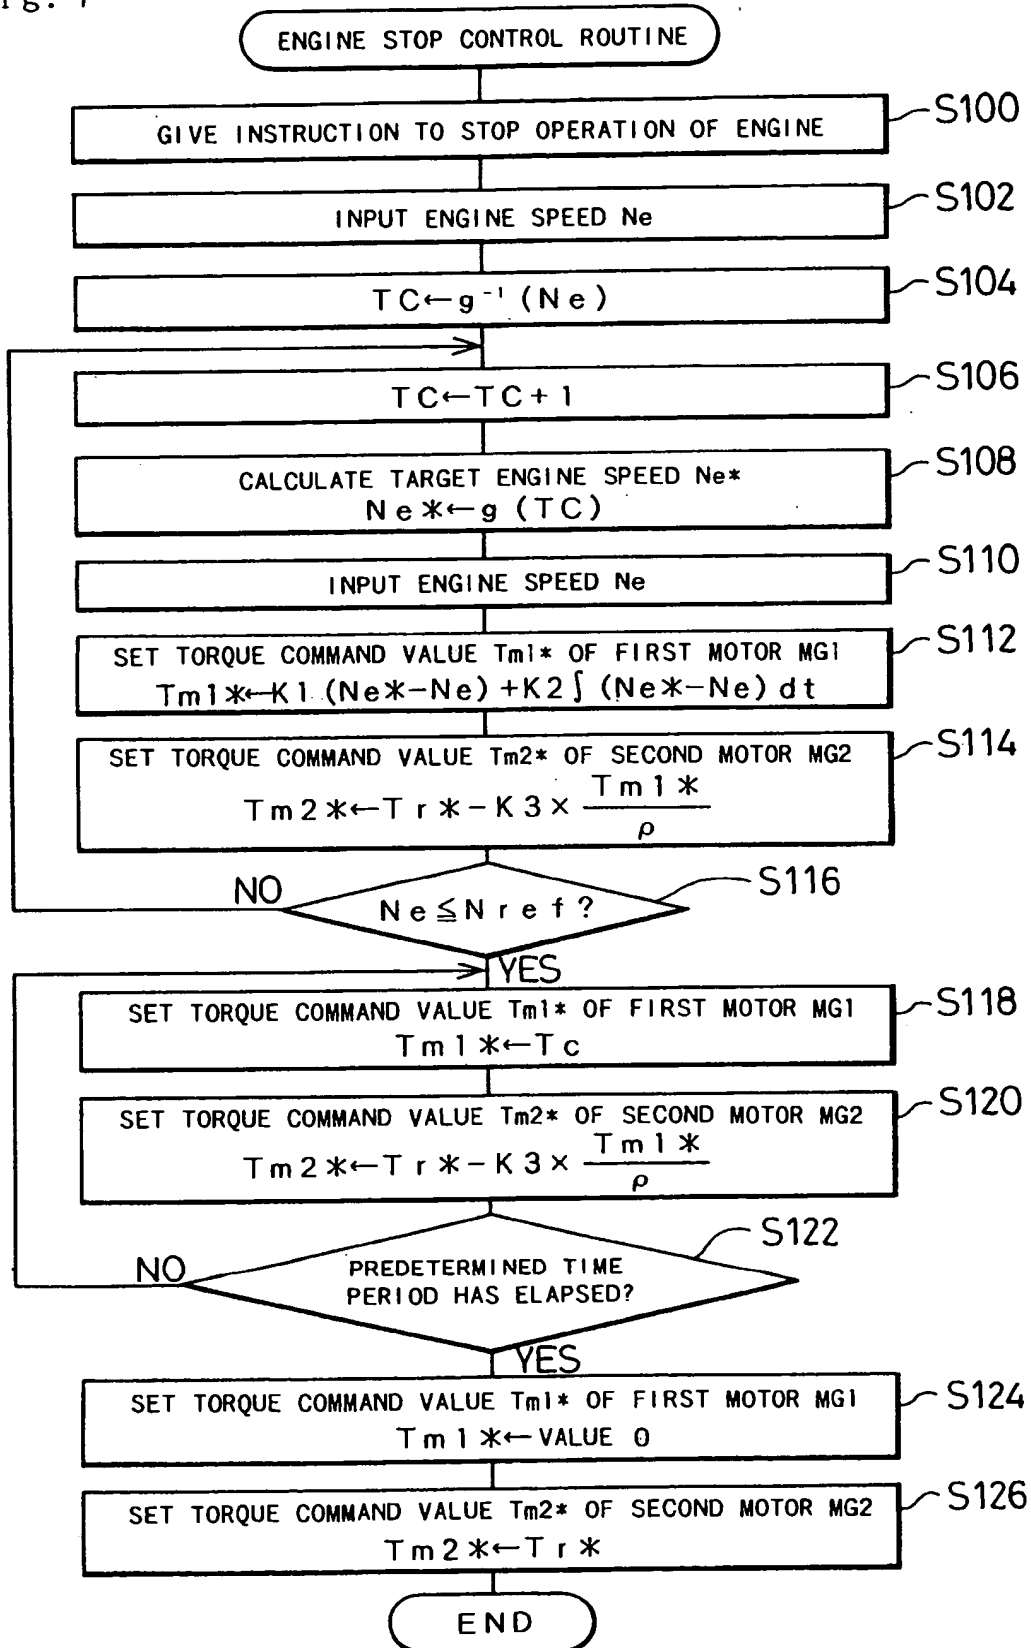 ENGINE STOP CONTROL ROUTINE
GIVE INSTRUCTION TO STOP OPERATION OF ENGINE
S100
INPUT ENGINE SPEED Ne
S102
TC←g⁻¹(Ne)
S104
TC←TC+1
S106
CALCULATE TARGET ENGINE SPEED Ne*
Ne*←g(TC)
S108
INPUT ENGINE SPEED Ne
S110
SET TORQUE COMMAND VALUE Tm1* OF FIRST MOTOR MG1
Tm1*←K1(Ne*-Ne)+K2∫(Ne*-Ne)dt
S112
SET TORQUE COMMAND VALUE Tm2* OF SECOND MOTOR MG2
Tm2*←Tr*-K3× Tm1*
ρ
S114
NO
Ne≦Nref?
S116
YES
SET TORQUE COMMAND VALUE Tm1* OF FIRST MOTOR MG1
Tm1*←Tc
S118
SET TORQUE COMMAND VALUE Tm2* OF SECOND MOTOR MG2
Tm2*←Tr*-K3× Tm1*
ρ
S120
NO
PREDETERMINED TIME
PERIOD HAS ELAPSED?
S122
YES
SET TORQUE COMMAND VALUE Tm1* OF FIRST MOTOR MG1
Tm1*←VALUE 0
S124
SET TORQUE COMMAND VALUE Tm2* OF SECOND MOTOR MG2
Tm2*←Tr*
S126
END